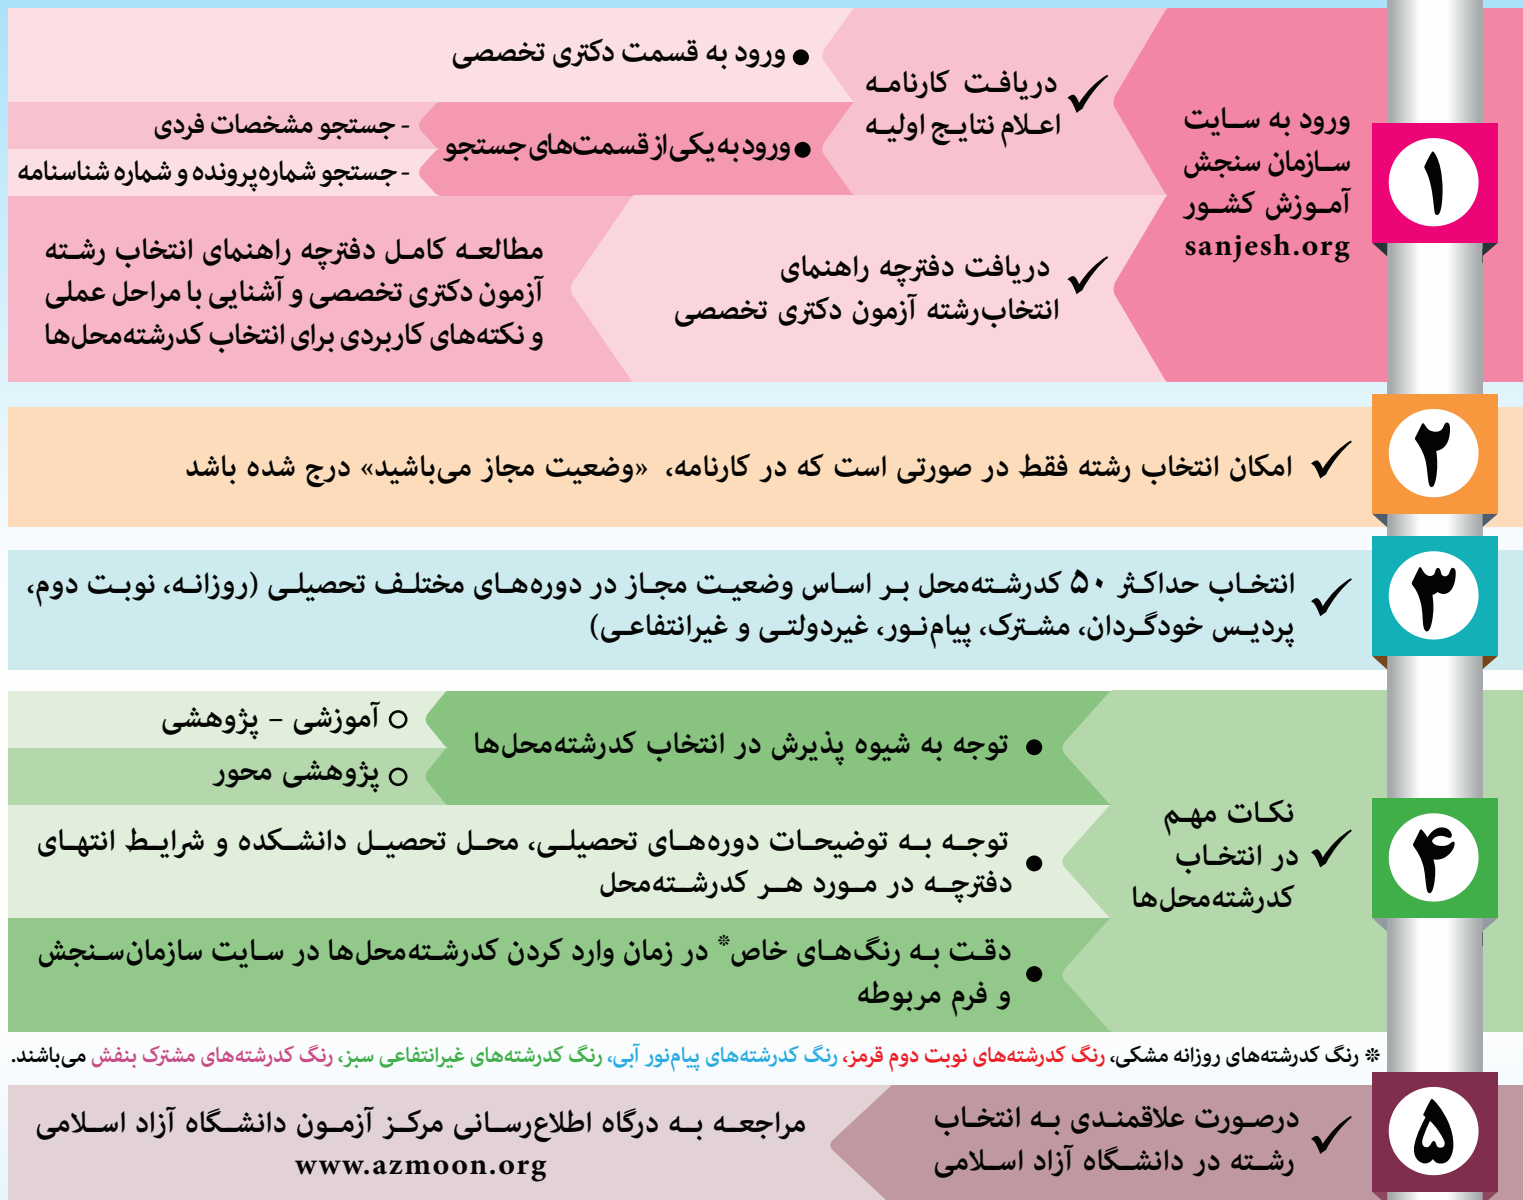 ۱
ورود به سایت
سازمان سنجش
آموزش کشور
sanjesh.org
دریافت کارنامه
اعلام نتایج اولیه
ورود به قسمت دکتری تخصصی
ورود به یکی از قسمت‌های جستجو
- جستجو مشخصات فردی
- جستجو شماره‌پرونده و شماره شناسنامه
دریافت دفترچه راهنمای
انتخاب‌رشته آزمون دکتری تخصصی
مطالعه کامل دفترچه راهنمای انتخاب رشته
آزمون دکتری تخصصی و آشنایی با مراحل عملی
و نکته‌های کاربردی برای انتخاب کدرشته‌محل‌ها
۲
امکان انتخاب رشته فقط در صورتی است که در کارنامه، «وضعیت مجاز می‌باشید» درج شده باشد
۳
انتخاب حداکثر ۵۰ کدرشته‌محل بر اساس وضعیت مجاز در دوره‌های مختلف تحصیلی (روزانه، نوبت دوم،
پردیس خودگردان، مشترک، پیام‌نور، غیردولتی و غیرانتفاعی)
۴
نکات مهم
در انتخاب
کدرشته‌محل‌ها
توجه به شیوه پذیرش در انتخاب کدرشته‌محل‌ها
آموزشی - پژوهشی
پژوهشی محور
توجه به توضیحات دوره‌های تحصیلی، محل تحصیل دانشکده و شرایط انتهای
دفترچه در مورد هر کدرشته‌محل
دقت به رنگ‌های خاص* در زمان وارد کردن کدرشته‌محل‌ها در سایت سازمان‌سنجش
و فرم مربوطه
* رنگ کدرشته‌های روزانه مشکی، رنگ کدرشته‌های نوبت دوم قرمز، رنگ کدرشته‌های پیام‌نور آبی، رنگ کدرشته‌های غیرانتفاعی سبز، رنگ کدرشته‌های مشترک بنفش می‌باشند.
۵
درصورت علاقمندی به انتخاب
رشته در دانشگاه آزاد اسلامی
مراجعه به درگاه اطلاع‌رسانی مرکز آزمون دانشگاه آزاد اسلامی
www.azmoon.org